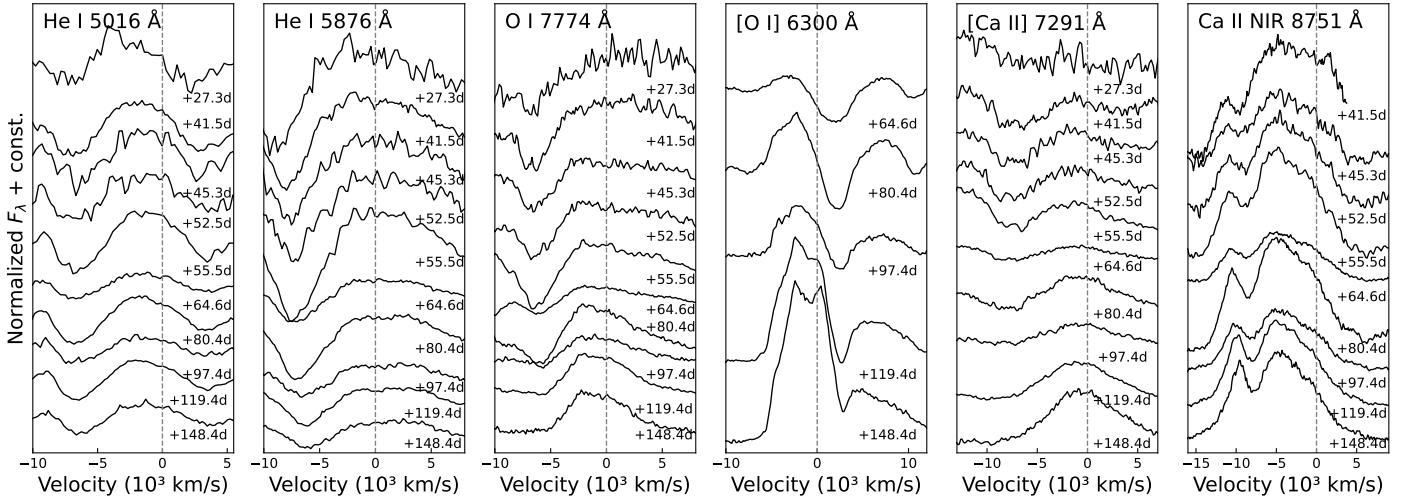 Normalized Fλ + const.
He I 5016 Å
+27.3d
+41.5d
+45.3d
+52.5d
+55.5d
+64.6d
+80.4d
+97.4d
+119.4d
+148.4d
−10 −5 0 5
Velocity (10³ km/s)
He I 5876 Å
+27.3d
+41.5d
+45.3d
+52.5d
+55.5d
+64.6d
+80.4d
+97.4d
+119.4d
+148.4d
−10 −5 0 5
Velocity (10³ km/s)
O I 7774 Å
+27.3d
+41.5d
+45.3d
+52.5d
+55.5d
+64.6d
+80.4d
+97.4d
+119.4d
+148.4d
−10 −5 0 5
Velocity (10³ km/s)
[O I] 6300 Å
+64.6d
+80.4d
+97.4d
+119.4d
+148.4d
−10 0 10
Velocity (10³ km/s)
[Ca II] 7291 Å
+27.3d
+41.5d
+45.3d
+52.5d
+55.5d
+64.6d
+80.4d
+97.4d
+119.4d
+148.4d
−10 −5 0 5
Velocity (10³ km/s)
Ca II NIR 8751 Å
+41.5d
+45.3d
+52.5d
+55.5d
+64.6d
+80.4d
+97.4d
+119.4d
+148.4d
−15 −10 −5 0 5
Velocity (10³ km/s)